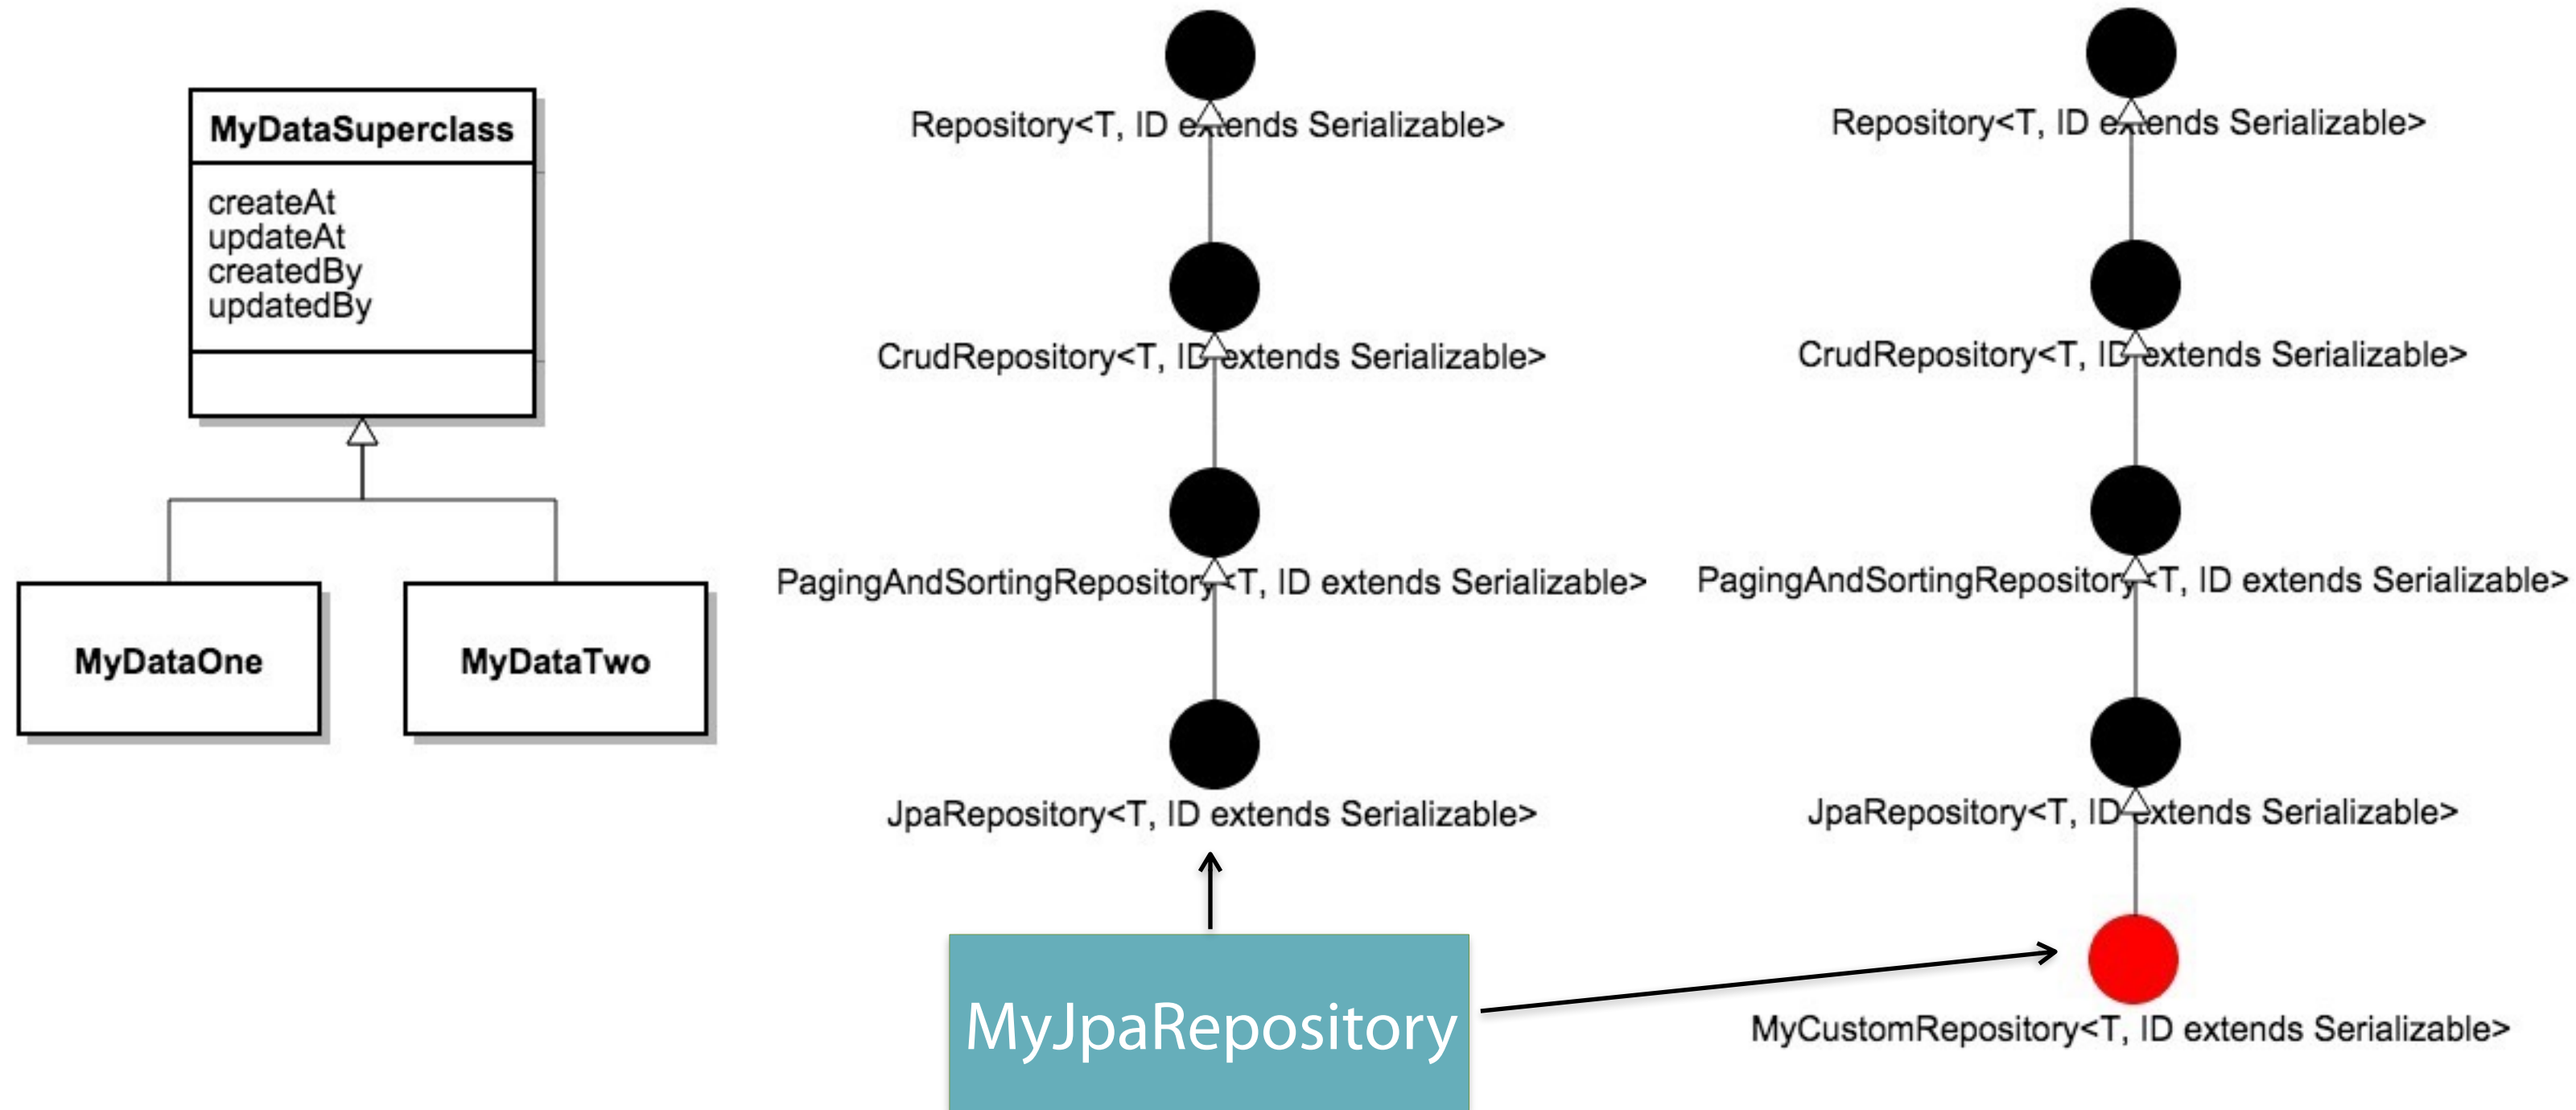 MyDataSuperclass
createAt
updateAt
createdBy
updatedBy
MyDataOne
MyDataTwo
Repository<T, ID extends Serializable>
CrudRepository<T, ID extends Serializable>
PagingAndSortingRepository<T, ID extends Serializable>
JpaRepository<T, ID extends Serializable>
MyJpaRepository
Repository<T, ID extends Serializable>
CrudRepository<T, ID extends Serializable>
PagingAndSortingRepository<T, ID extends Serializable>
JpaRepository<T, ID extends Serializable>
MyCustomRepository<T, ID extends Serializable>